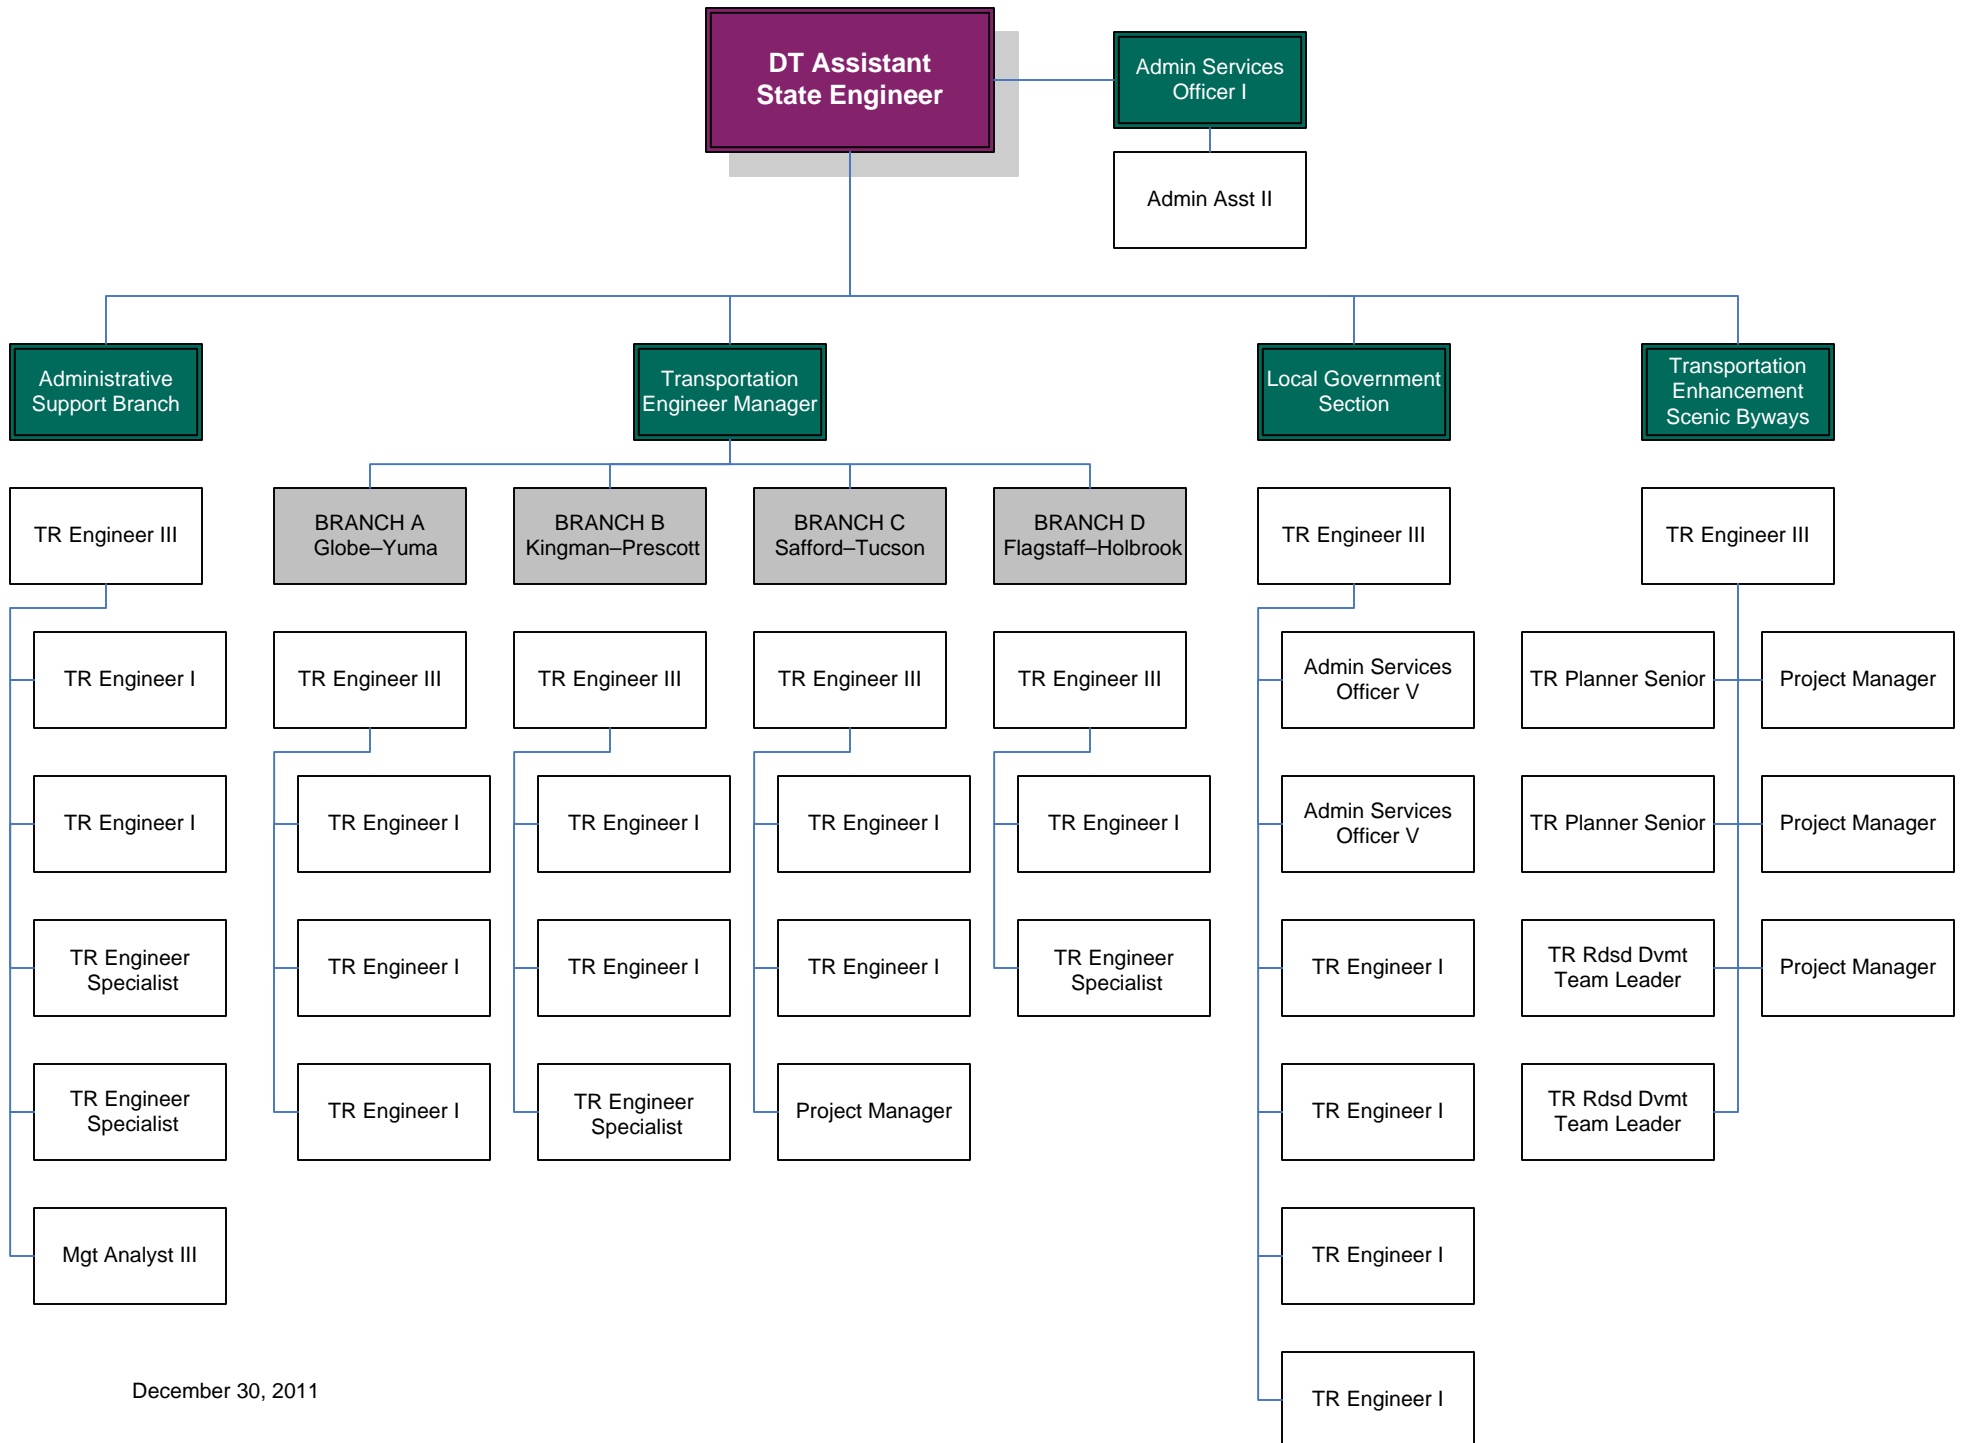 DT Assistant
State Engineer
Admin Services
Officer I
Admin Asst II
Administrative
Support Branch
Transportation
Engineer Manager
Local Government
Section
Transportation
Enhancement
Scenic Byways
TR Engineer III
BRANCH A
Globe–Yuma
BRANCH B
Kingman–Prescott
BRANCH C
Safford–Tucson
BRANCH D
Flagstaff–Holbrook
TR Engineer III
TR Engineer III
TR Engineer I
TR Engineer III
TR Engineer III
TR Engineer III
TR Engineer III
Admin Services
Officer V
TR Planner Senior
Project Manager
TR Engineer I
TR Engineer I
TR Engineer I
TR Engineer I
TR Engineer I
Admin Services
Officer V
TR Planner Senior
Project Manager
TR Engineer
Specialist
TR Engineer I
TR Engineer I
TR Engineer I
TR Engineer
Specialist
TR Engineer I
TR Rdsd Dvmt
Team Leader
Project Manager
TR Engineer
Specialist
TR Engineer I
TR Engineer
Specialist
Project Manager
TR Engineer I
TR Rdsd Dvmt
Team Leader
Mgt Analyst III
TR Engineer I
December 30, 2011
TR Engineer I